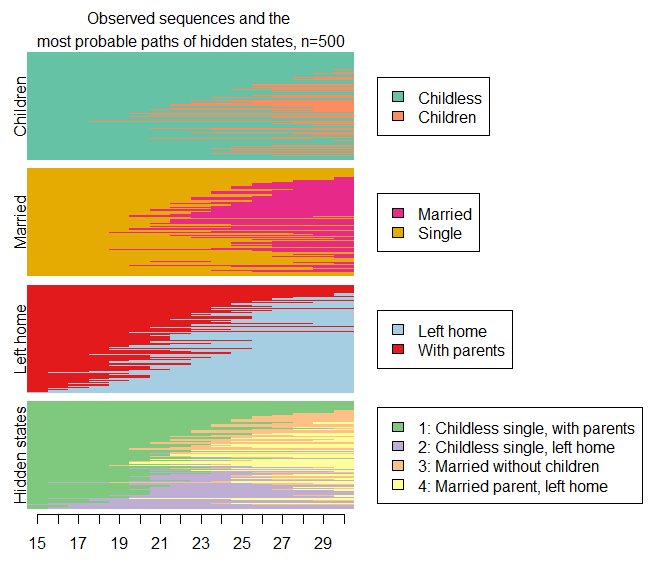 Observed sequences and the
most probable paths of hidden states, n=500
Children
Childless
Children
Married
Married
Single
Left home
Left home
With parents
Hidden states
1: Childless single, with parents
2: Childless single, left home
3: Married without children
4: Married parent, left home
15 17 19 21 23 25 27 29